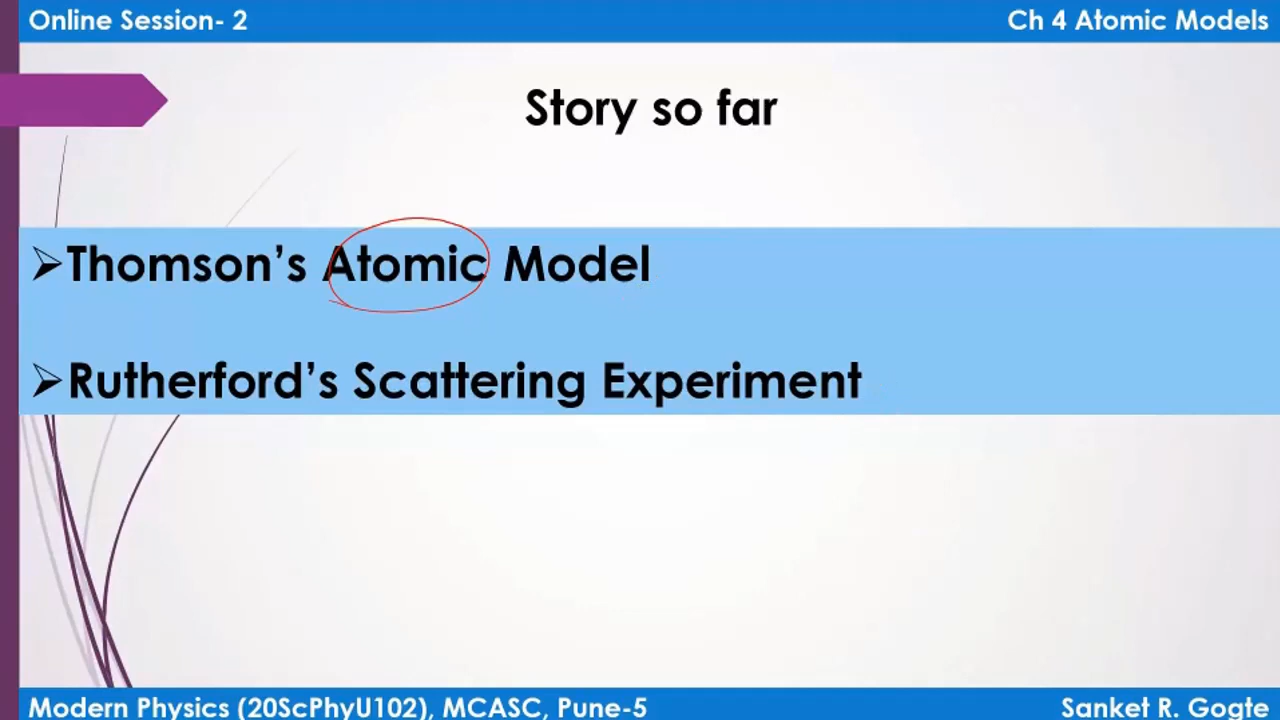 Online Session- 2
Ch 4 Atomic Models
Story so far
➢Thomson’s Atomic Model
➢Rutherford’s Scattering Experiment
Modern Physics (20ScPhyU102), MCASC, Pune-5
Sanket R. Gogte